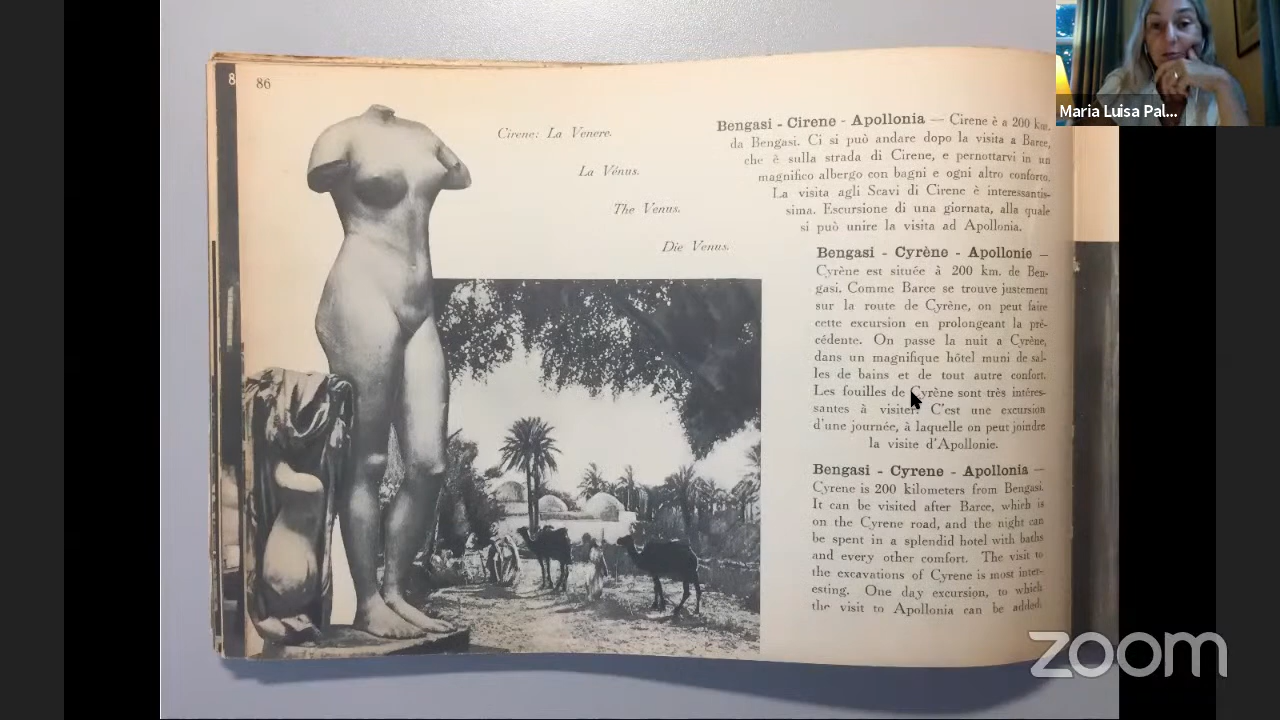 8
86
Cirene: La Venere.
La Vénus.
The Venus.
Die Venus.
Bengasi - Cirene - Apollonia — Cirene è a 200 km.
da Bengasi. Ci si può andare dopo la visita a Barce,
che è sulla strada di Cirene, e pernottarvi in un
magnifico albergo con bagni e ogni altro conforto.
La visita agli Scavi di Cirene è interessantis-
sima. Escursione di una giornata, alla quale
si può unire la visita ad Apollonia.
Bengasi - Cyrène - Apollonie —
Cyrène est située à 200 km. de Ben-
gasi. Comme Barce se trouve justement
sur la route de Cyrène, on peut faire
cette excursion en prolongeant la pré-
cédente. On passe la nuit a Cyrène,
dans un magnifique hôtel muni de sal-
les de bains et de tout autre confort.
Les fouilles de Cyrène sont très intéres-
santes à visiter. C'est une excursion
d'une journée, à laquelle on peut joindre
la visite d'Apollonie.
Bengasi - Cyrene - Apollonia —
Cyrene is 200 kilometers from Bengasi.
It can be visited after Barce, which is
on the Cyrene road, and the night can
be spent in a splendid hotel with baths
and every other comfort. The visit to
the excavations of Cyrene is most inter-
esting. One day excursion, to which
the visit to Apollonia can be added.
Maria Luisa Pal...
zoom